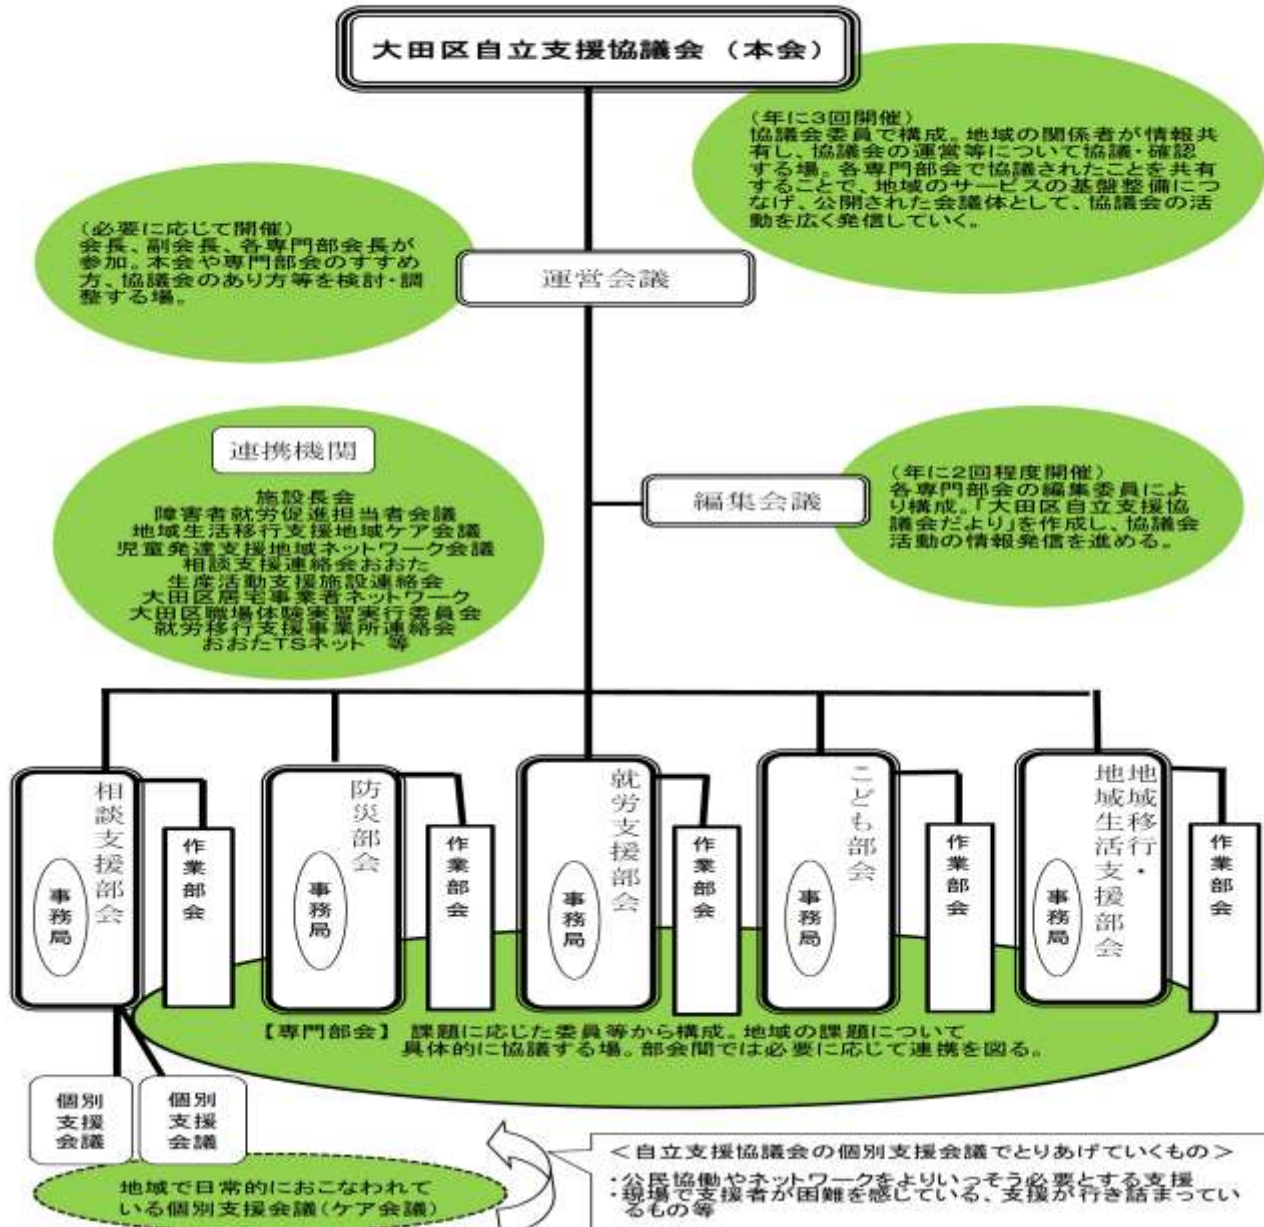 大田区自立支援協議会（本会）
（年に3回開催）
協議会委員で構成。地域の関係者が情報共
有し、協議会の運営等について協議・確認
する場。各専門部会で協議されたことを共有
することで、地域のサービスの基盤整備につ
なげ、公開された会議体として、協議会の活
動を広く発信していく。
（必要に応じて開催）
会長、副会長、各専門部会長が
参加。本会や専門部会のすすめ
方、協議会のあり方等を検討・調
整する場。
運営会議
連携機関
施設長会
障害者就労促進担当者会議
地域生活移行支援地域ケア会議
児童発達支援地域ネットワーク会議
相談支援連絡会おおた
生産活動支援施設連絡会
大田区居宅事業者ネットワーク
大田区職場体験実習実行委員会
就労移行支援事業所連絡会
おおたTSネット　等
編集会議
（年に2回程度開催）
各専門部会の編集委員によ
り構成。「大田区自立支援協
議会だより」を作成し、協議会
活動の情報発信を進める。
相談支援部会
事務局
作業部会
防災部会
事務局
作業部会
就労支援部会
事務局
作業部会
こども部会
事務局
作業部会
地域移行・
地域生活支援部会
事務局
作業部会
【専門部会】　課題に応じた委員等から構成。地域の課題について
具体的に協議する場。部会間では必要に応じて連携を図る。
個別
支援
会議
個別
支援
会議
地域で日常的におこなわれて
いる個別支援会議（ケア会議）
＜自立支援協議会の個別支援会議でとりあげていくもの＞
・公民協働やネットワークをよりいっそう必要とする支援
・現場で支援者が困難を感じている、支援が行き詰まってい
るもの等